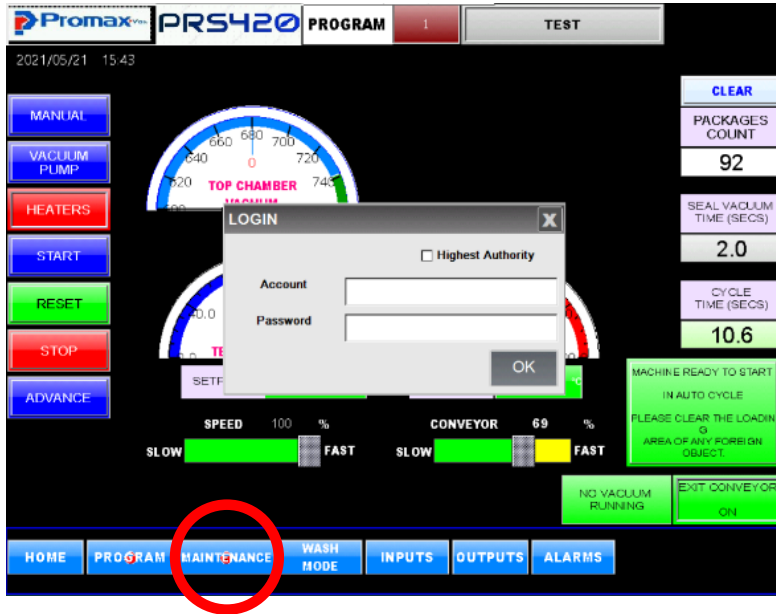 Promax
PRS420
PROGRAM
1
TEST
2021/05/21 15:43
MANUAL
VACUUM
PUMP
HEATERS
START
RESET
STOP
ADVANCE
640
660
680
700
720
0
TOP CHAMBER
VACUUM
LOGIN
X
Highest Authority
Account
Password
OK
CLEAR
PACKAGES
COUNT
92
SEAL VACUUM
TIME (SECS)
2.0
CYCLE
TIME (SECS)
10.6
MACHINE READY TO START
IN AUTO CYCLE
PLEASE CLEAR THE LOADIN
G
AREA OF ANY FOREIGN
OBJECT.
SPEED 100 %
SLOW FAST
CONVEYOR 69 %
SLOW FAST
NO VACUUM
RUNNING
EXIT CONVEYOR
ON
HOME
PROGRAM
MAINTENANCE
WASH
MODE
INPUTS
OUTPUTS
ALARMS